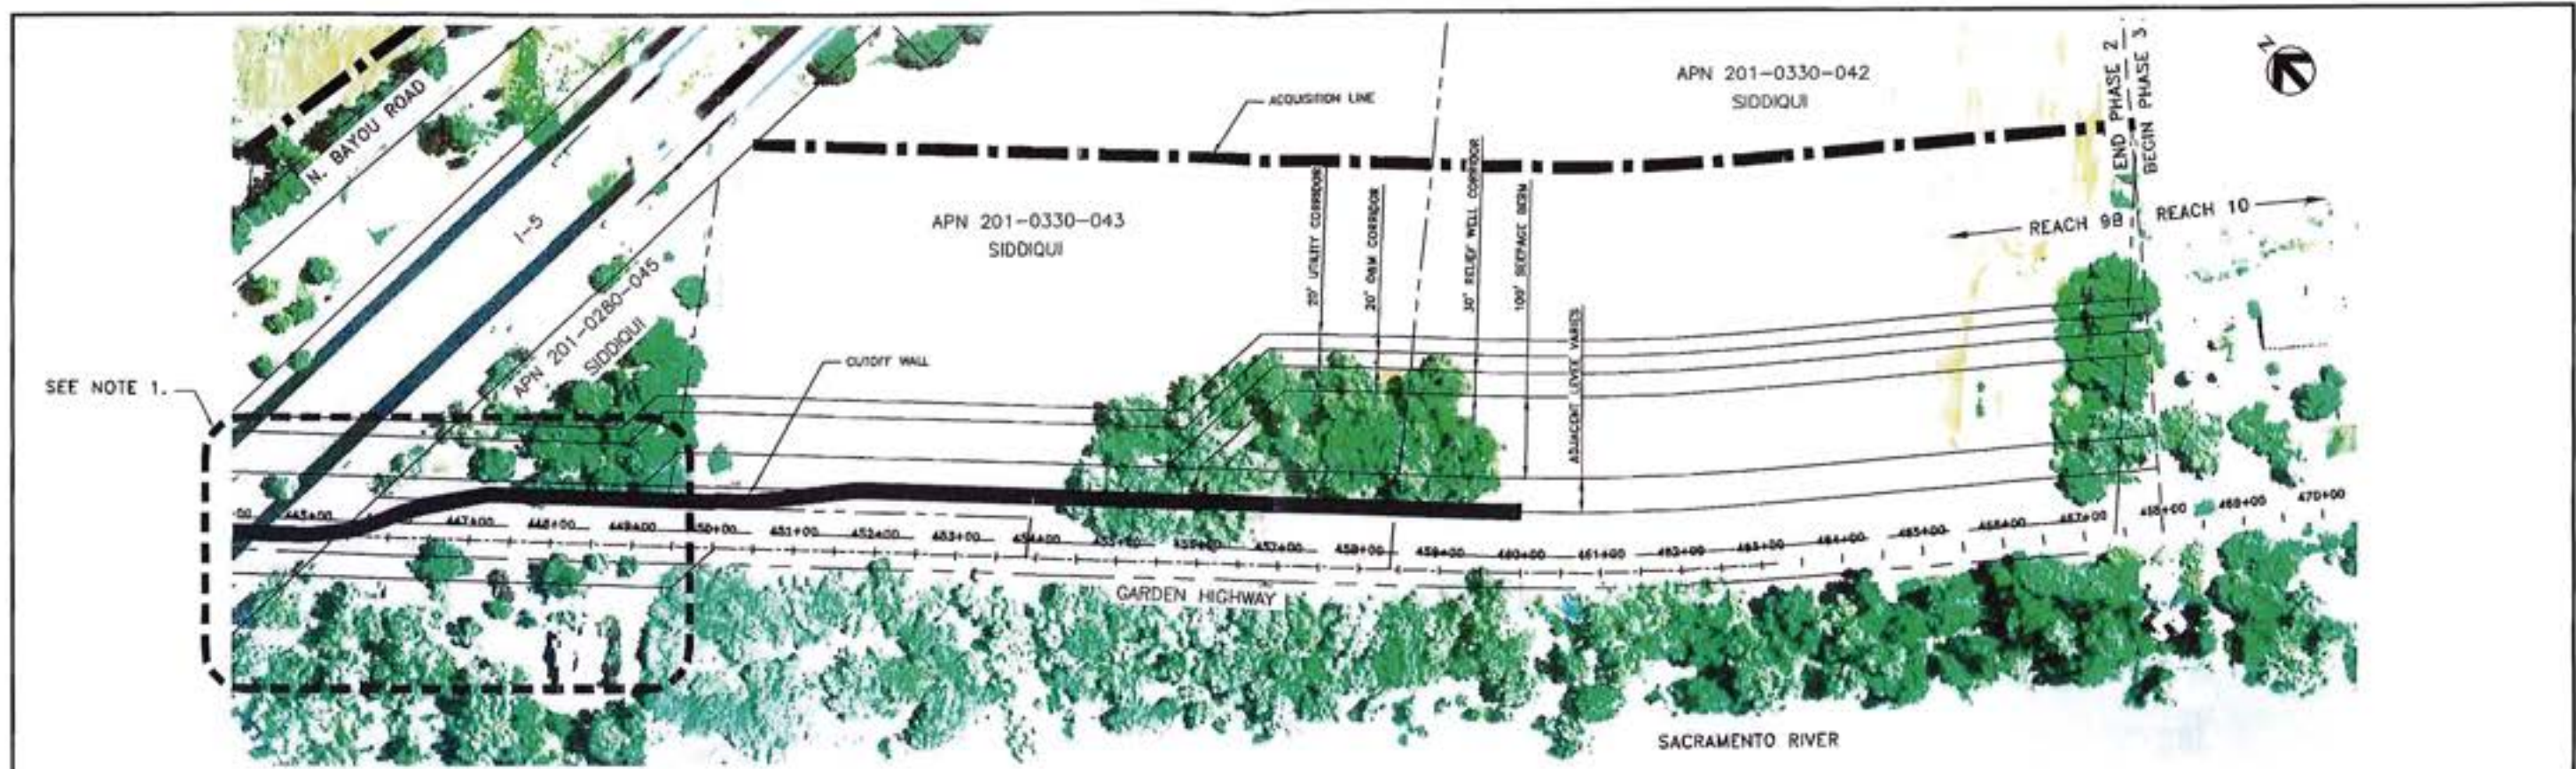 N. BAYOU ROAD
I-5
APN 201-0280-045
SIDDIQUI
SEE NOTE 1.
CUTOFF WALL
APN 201-0330-043
SIDDIQUI
ACQUISITION LINE
APN 201-0330-042
SIDDIQUI
20' UTILITY CORRIDOR
20' O&M CORRIDOR
30' RELIEF WELL CORRIDOR
100' SEEPAGE BERM
ADJACENT LEVEE VARIES
END PHASE 2
BEGIN PHASE 3
REACH 9B
REACH 10
Z
445+00
447+00
448+00
449+00
450+00
451+00
452+00
453+00
454+00
457+00
458+00
459+00
460+00
461+00
462+00
463+00
464+00
465+00
466+00
467+00
468+00
469+00
470+00
GARDEN HIGHWAY
SACRAMENTO RIVER